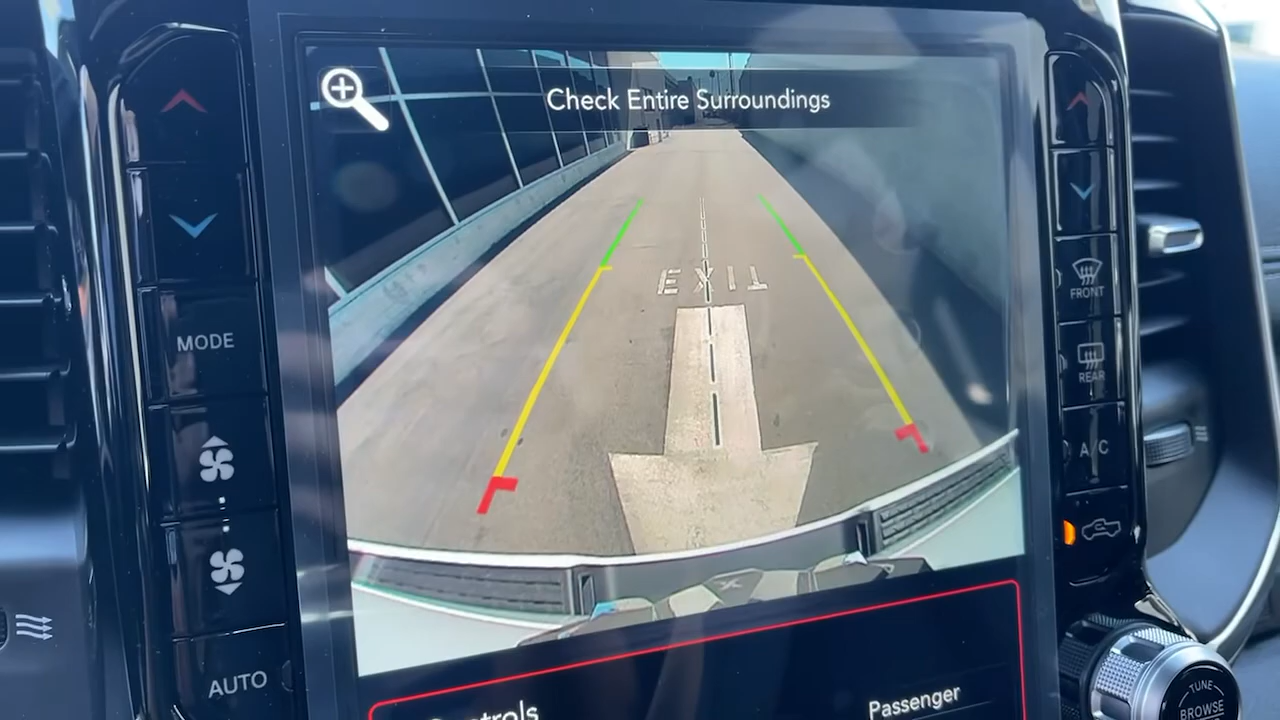 Check Entire Surroundings
EXIT
MODE
AUTO
FRONT
REAR
A/C
Controls
Passenger
TUNE
BROWSE